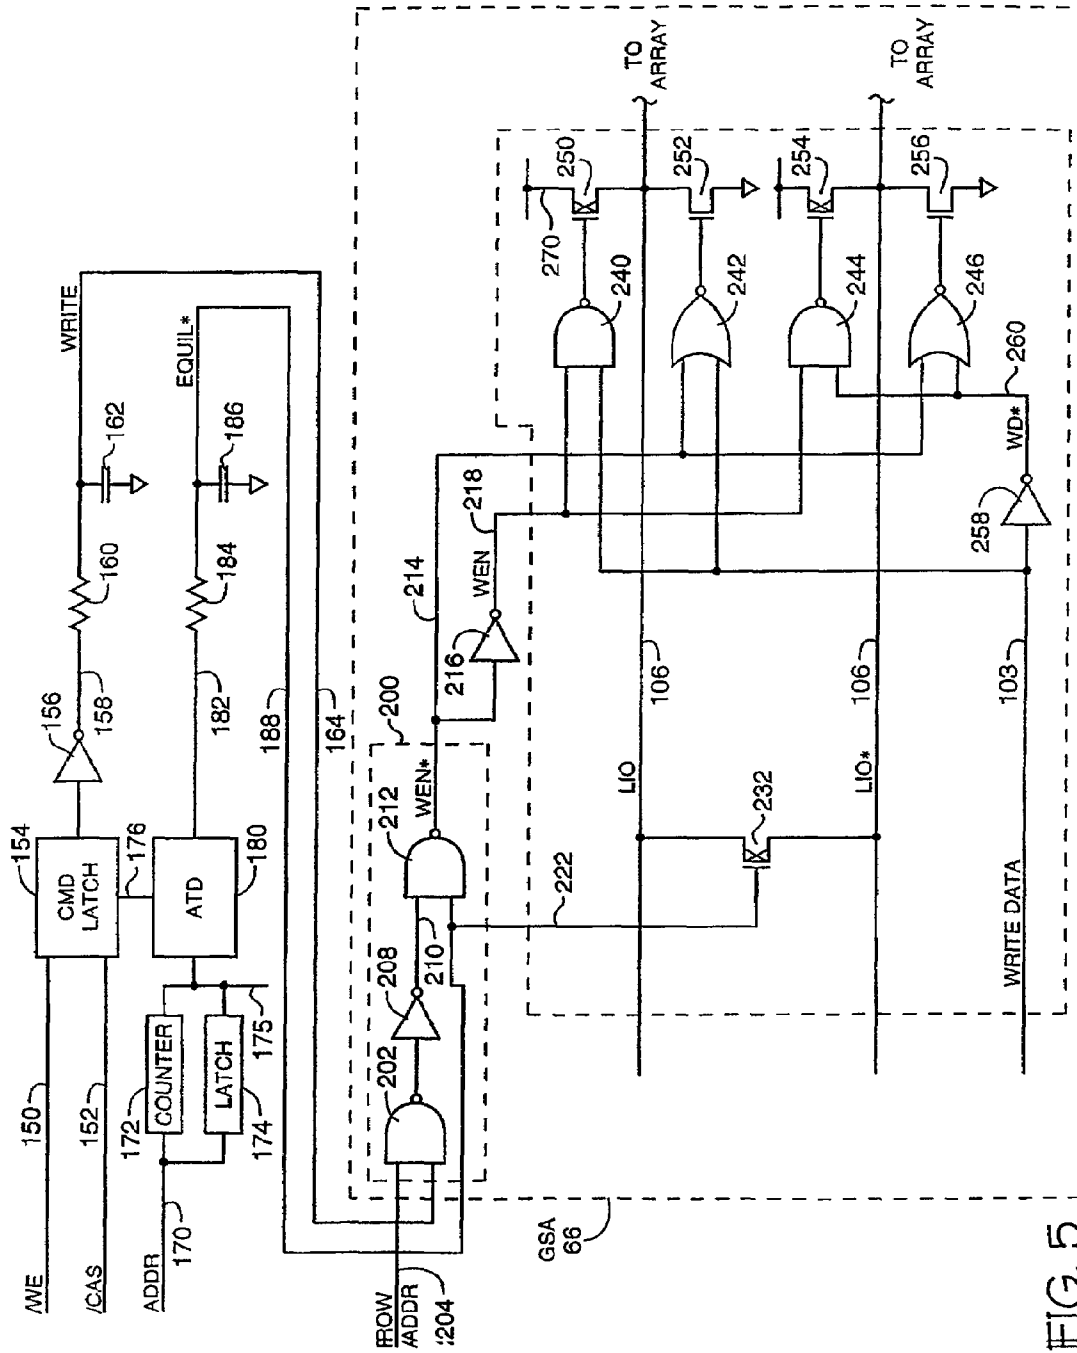 /WE
150
/CAS
152
ADDR
170
172
COUNTER
LATCH
174
175
154
CMD
LATCH
176
ATD
180
156
158
182
160
184
WRITE
162
EQUIL*
186
188
164
ROW
/ADDR
204
GSA
66
200
202
208
210
212
WEN*
214
216
WEN
218
222
232
LIO
106
LIO*
106
WRITE DATA
103
258
WD*
260
240
242
244
246
270
250
252
254
256
TO
ARRAY
TO
ARRAY
FIG. 5